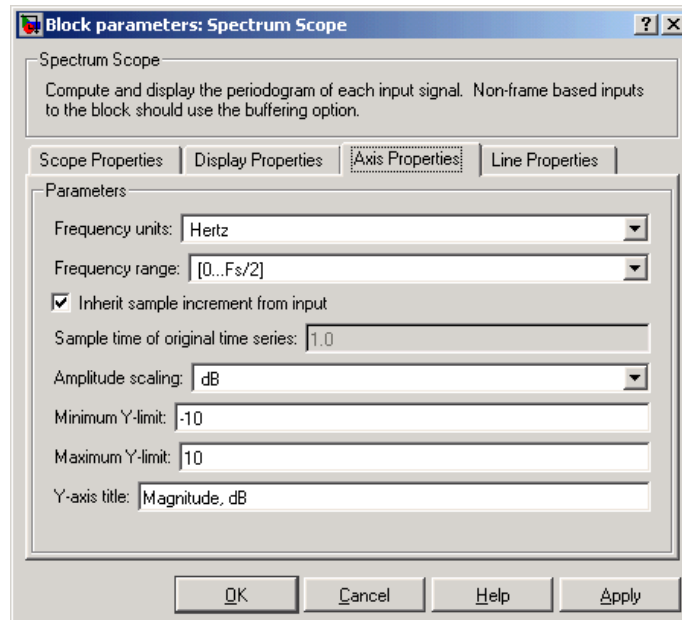 Block parameters: Spectrum Scope
Spectrum Scope
Compute and display the periodogram of each input signal. Non-frame based inputs
to the block should use the buffering option.
Scope Properties Display Properties Axis Properties Line Properties
Parameters
Frequency units: Hertz
Frequency range: [0...Fs/2]
Inherit sample increment from input
Sample time of original time series: 1.0
Amplitude scaling: dB
Minimum Y-limit: -10
Maximum Y-limit: 10
Y-axis title: Magnitude, dB
OK Cancel Help Apply